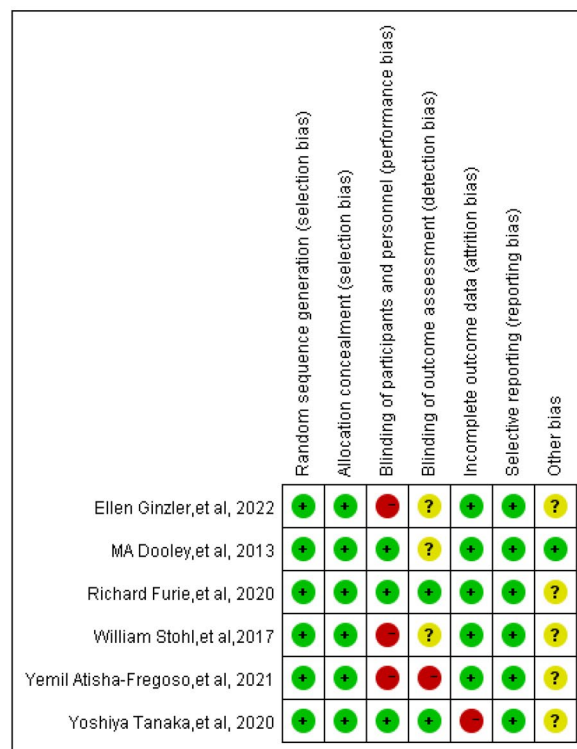 Random sequence generation (selection bias)
Allocation concealment (selection bias)
Blinding of participants and personnel (performance bias)
Blinding of outcome assessment (detection bias)
Incomplete outcome data (attrition bias)
Selective reporting (reporting bias)
Other bias
Ellen Ginzler,et al, 2022 + + - ? + + ?
MA Dooley,et al, 2013 + + + ? + + +
Richard Furie,et al, 2020 + + + + + + ?
William Stohl,et al,2017 + + - ? + + ?
Yemil Atisha-Fregoso,et al, 2021 + + - - + + ?
Yoshiya Tanaka,et al, 2020 + + + + - + ?